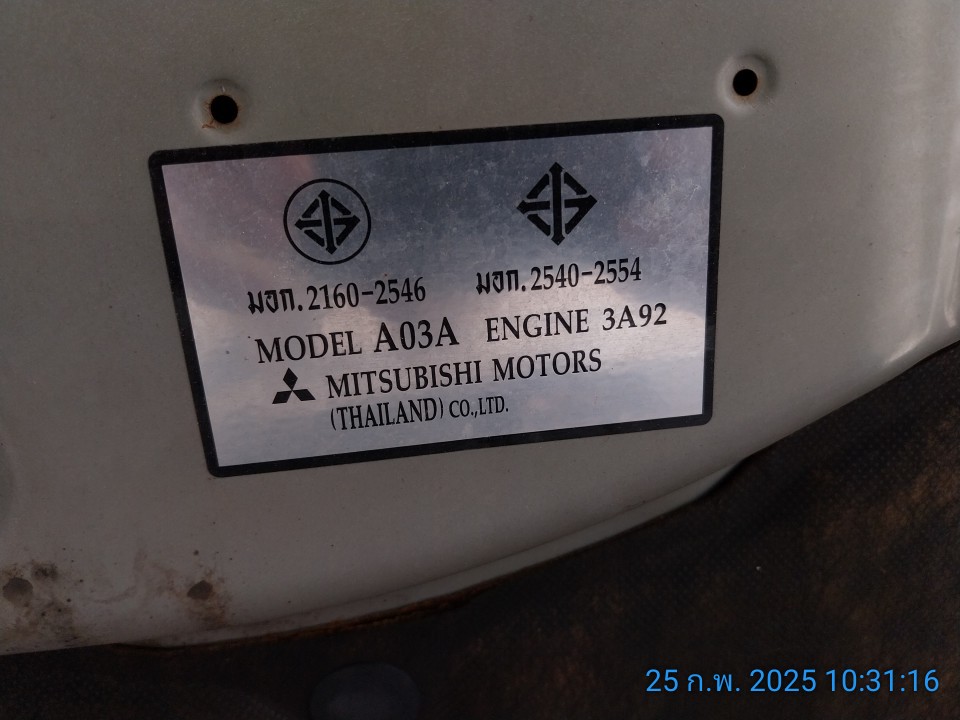 มอก.2160-2546 มอก.2540-2554
MODEL A03A ENGINE 3A92
MITSUBISHI MOTORS
(THAILAND) CO.,LTD.
25 ก.พ. 2025 10:31:16